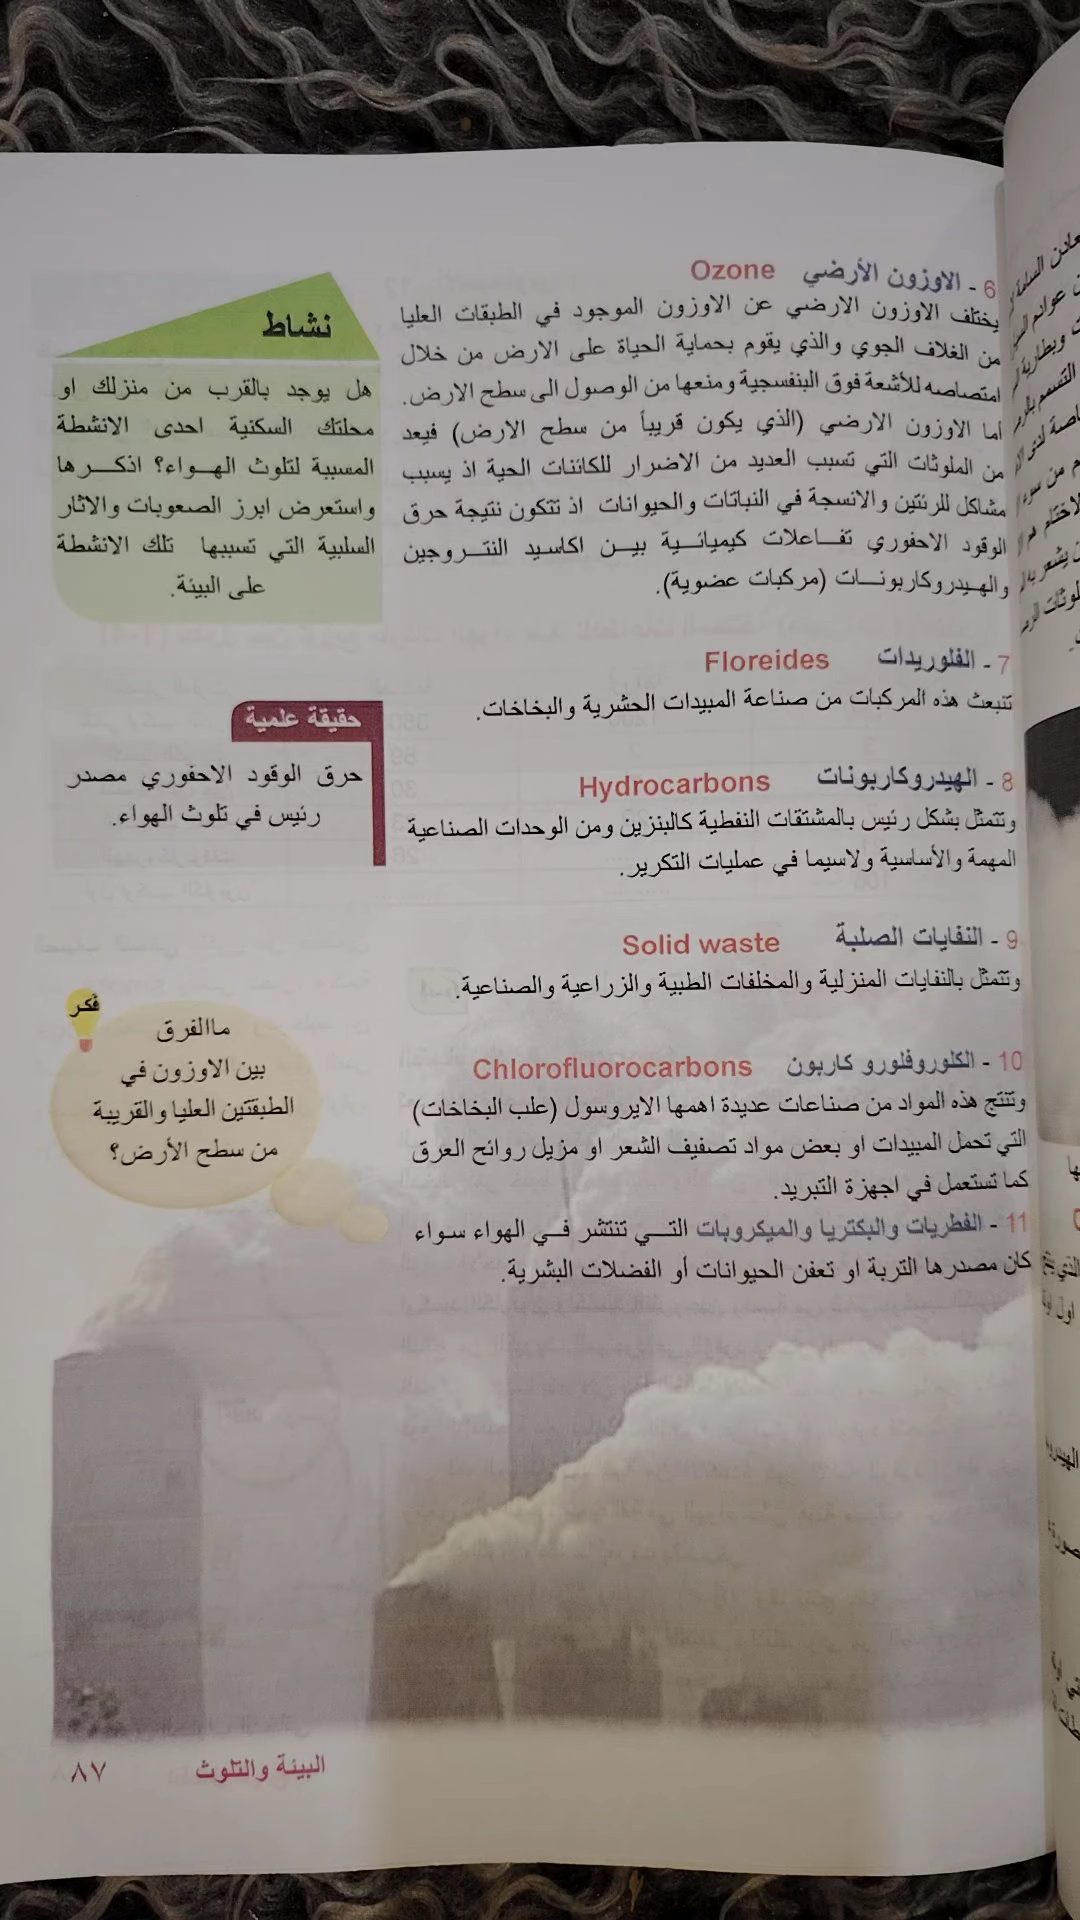 6 - الاوزون الأرضي Ozone
يختلف الاوزون الارضي عن الاوزون الموجود في الطبقات العليا
من الغلاف الجوي والذي يقوم بحماية الحياة على الارض من خلال
امتصاصه للأشعة فوق البنفسجية ومنعها من الوصول الى سطح الارض.
أما الاوزون الارضي (الذي يكون قريباً من سطح الارض) فيعد
من الملوثات التي تسبب العديد من الاضرار للكائنات الحية اذ يسبب
مشاكل للرئتين والانسجة في النباتات والحيوانات اذ تتكون نتيجة حرق
الوقود الاحفوري تفاعلات كيميائية بين اكاسيد النتروجين
والهيدروكاربونات (مركبات عضوية).
7 - الفلوريدات Floreides
تنبعث هذه المركبات من صناعة المبيدات الحشرية والبخاخات.
8 - الهيدروكاربونات Hydrocarbons
وتتمثل بشكل رئيس بالمشتقات النفطية كالبنزين ومن الوحدات الصناعية
المهمة والأساسية ولاسيما في عمليات التكرير.
9 - النفايات الصلبة Solid waste
وتتمثل بالنفايات المنزلية والمخلفات الطبية والزراعية والصناعية.
10 - الكلوروفلورو كاربون Chlorofluorocarbons
وتنتج هذه المواد من صناعات عديدة اهمها الايروسول (علب البخاخات)
التي تحمل المبيدات او بعض مواد تصفيف الشعر او مزيل روائح العرق
كما تستعمل في اجهزة التبريد.
11 - الفطريات والبكتريا والميكروبات التي تنتشر في الهواء سواء
كان مصدرها التربة او تعفن الحيوانات أو الفضلات البشرية.
نشاط
هل يوجد بالقرب من منزلك او
محلتك السكنية احدى الانشطة
المسببة لتلوث الهواء؟ اذكرها
واستعرض ابرز الصعوبات والاثار
السلبية التي تسببها تلك الانشطة
على البيئة.
حقيقة علمية
حرق الوقود الاحفوري مصدر
رئيس في تلوث الهواء.
فكر
ماالفرق
بين الاوزون في
الطبقتين العليا والقريبة
من سطح الأرض؟
البيئة والتلوث ٨٧